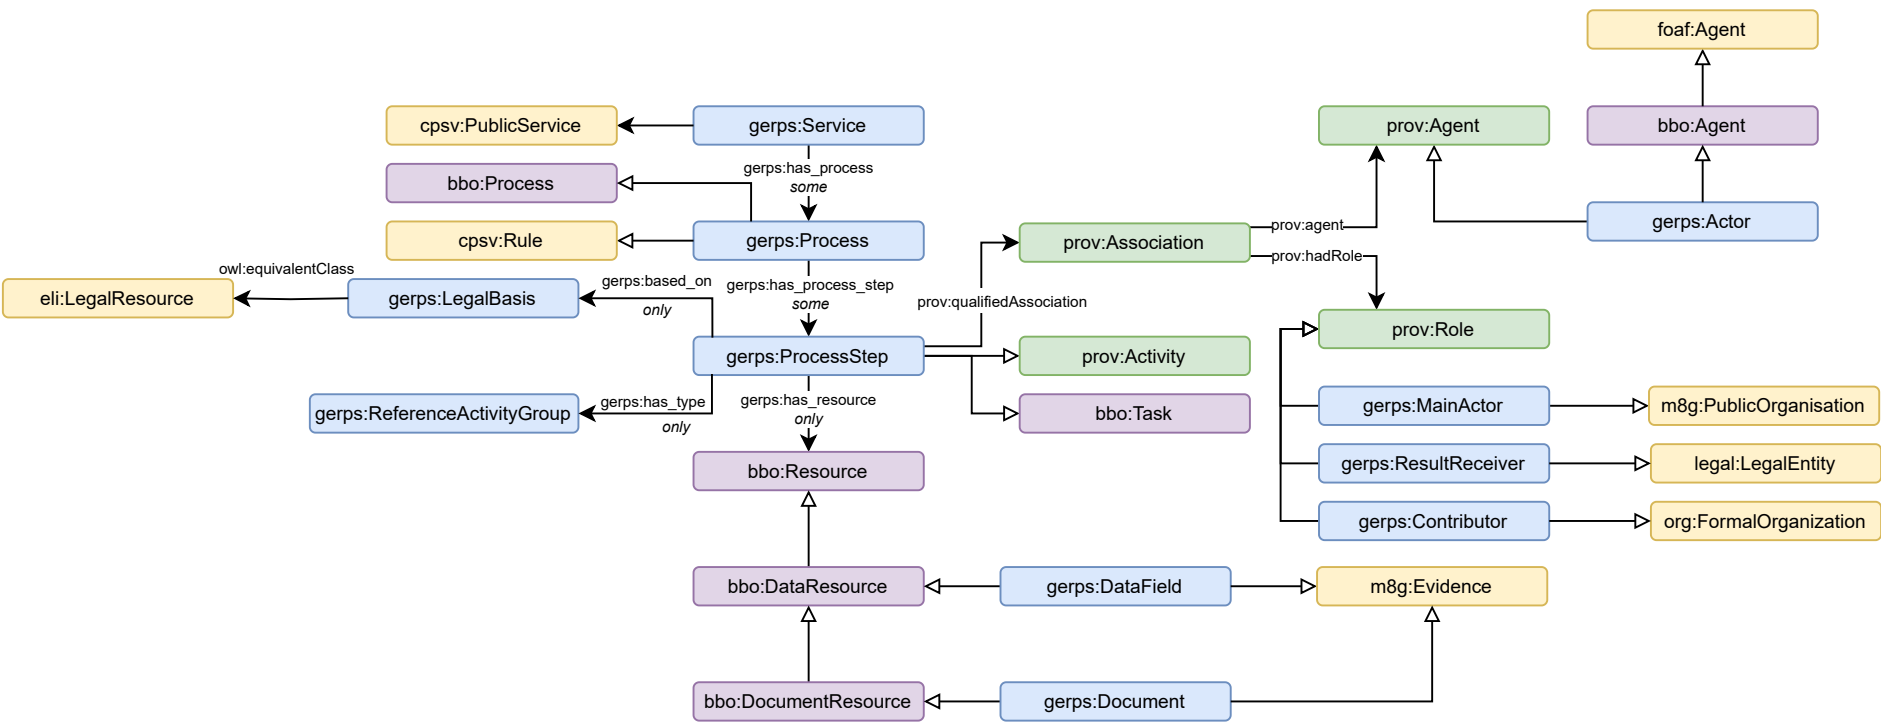 foaf:Agent
cpsv:PublicService
gerps:Service
prov:Agent
bbo:Agent
gerps:has_process
some
bbo:Process
cpsv:Rule
gerps:Process
prov:Association
prov:agent
gerps:Actor
prov:hadRole
owl:equivalentClass
eli:LegalResource
gerps:LegalBasis
gerps:based_on
only
gerps:has_process_step
some
prov:qualifiedAssociation
prov:Role
gerps:ProcessStep
prov:Activity
gerps:ReferenceActivityGroup
gerps:has_type
only
gerps:has_resource
only
bbo:Task
gerps:MainActor
m8g:PublicOrganisation
bbo:Resource
gerps:ResultReceiver
legal:LegalEntity
gerps:Contributor
org:FormalOrganization
bbo:DataResource
gerps:DataField
m8g:Evidence
bbo:DocumentResource
gerps:Document